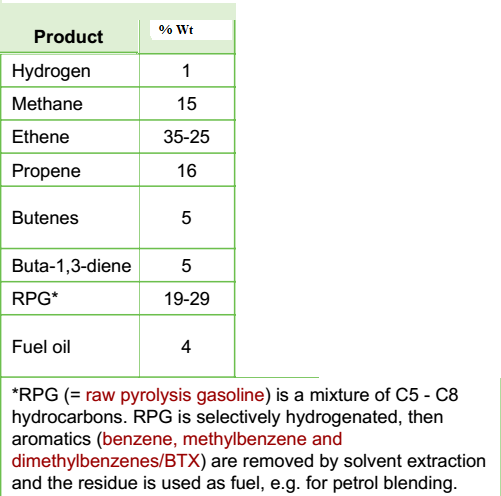 Product % Wt
Hydrogen 1
Methane 15
Ethene 35-25
Propene 16
Butenes 5
Buta-1,3-diene 5
RPG* 19-29
Fuel oil 4
*RPG (= raw pyrolysis gasoline) is a mixture of C5 - C8
hydrocarbons. RPG is selectively hydrogenated, then
aromatics (benzene, methylbenzene and
dimethylbenzenes/BTX) are removed by solvent extraction
and the residue is used as fuel, e.g. for petrol blending.